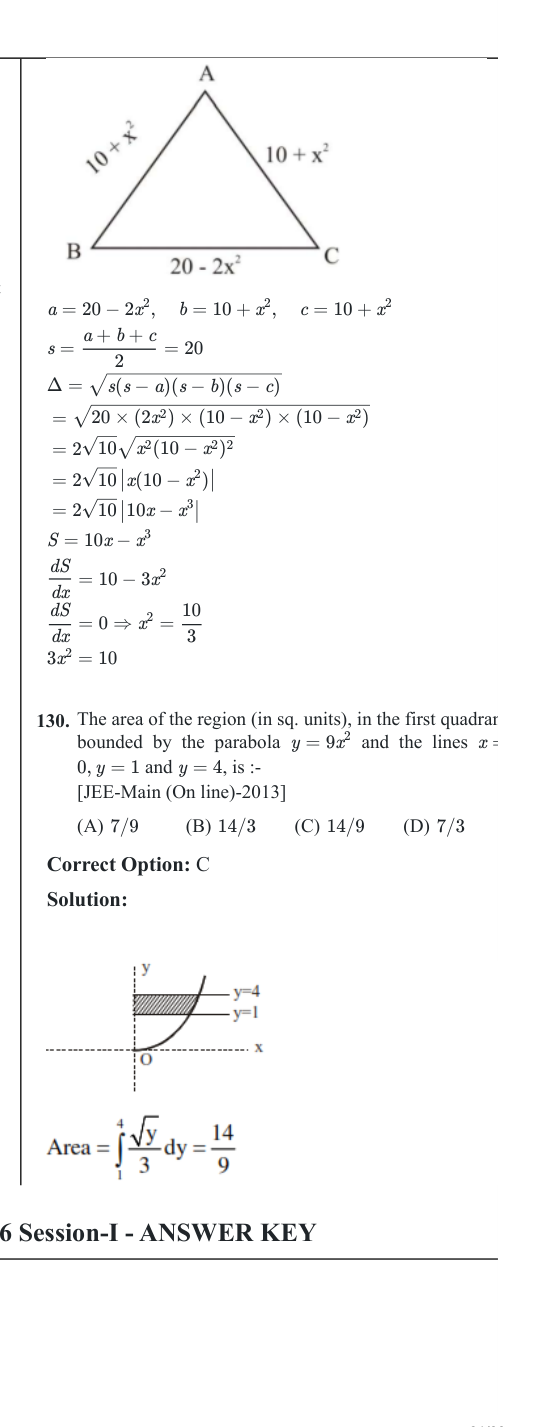 A
10 + x²
10 + x²
B
C
20 - 2x²
a = 20 − 2x², b = 10 + x², c = 10 + x²
s = (a + b + c)/2 = 20
Δ = √(s(s − a)(s − b)(s − c))
= √(20 × (2x²) × (10 − x²) × (10 − x²))
= 2√10 √(x²(10 − x²)²)
= 2√10 |x(10 − x²)|
= 2√10 |10x − x³|
S = 10x − x³
dS/dx = 10 − 3x²
dS/dx = 0 ⇒ x² = 10/3
3x² = 10
130. The area of the region (in sq. units), in the first
bounded by the parabola y = 9x² and the lines x =
0, y = 1 and y = 4, is :-
[JEE-Main (On line)-2013]
(A) 7/9 (B) 14/3 (C) 14/9 (D) 7/3
Correct Option: C
Solution:
y
y=4
y=1
x
O
Area = ∫₁⁴ √y/3 dy = 14/9
6 Session-I - ANSWER KEY